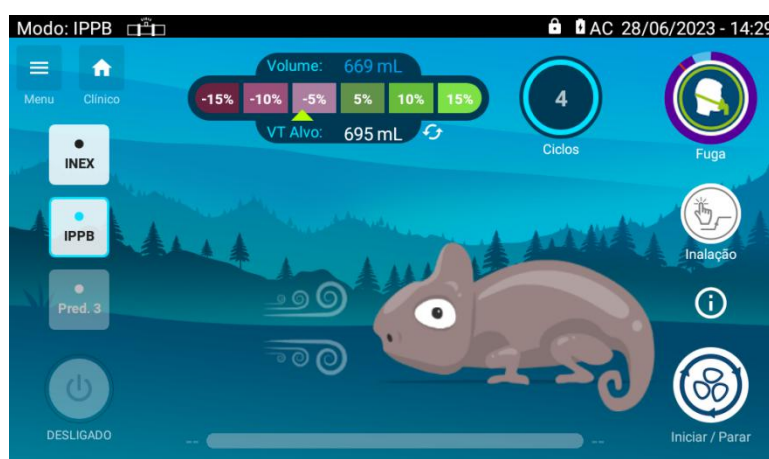 Modo: IPPB
AC 28/06/2023 - 14:29
Menu
Clínico
Volume: 669 mL
-15% -10% -5% 5% 10% 15%
VT Alvo: 695 mL
4
Ciclos
Fuga
INEX
IPPB
Pred. 3
Inalação
DESLIGADO
-- --
Iniciar / Parar